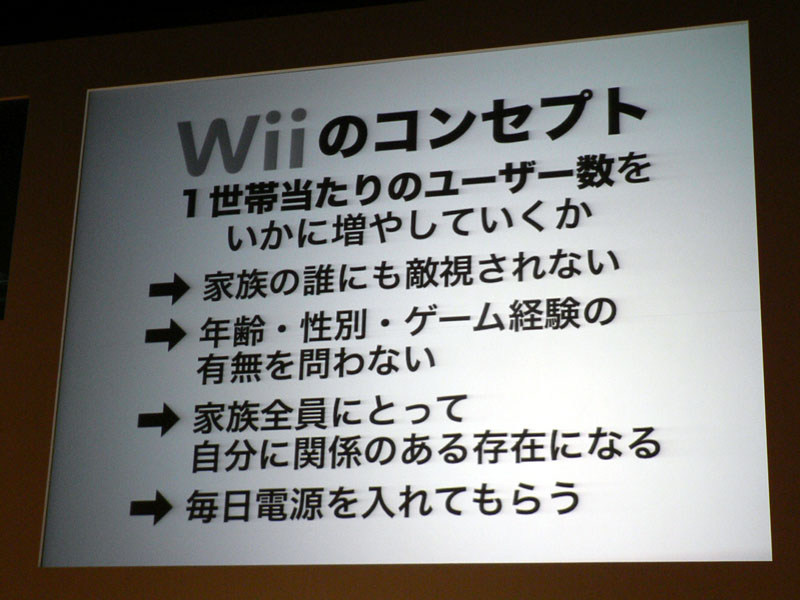 Wiiのコンセプト
1世帯当たりのユーザー数を
いかに増やしていくか
➡ 家族の誰にも敵視されない
➡ 年齢・性別・ゲーム経験の
有無を問わない
➡ 家族全員にとって
自分に関係のある存在になる
➡ 毎日電源を入れてもらう